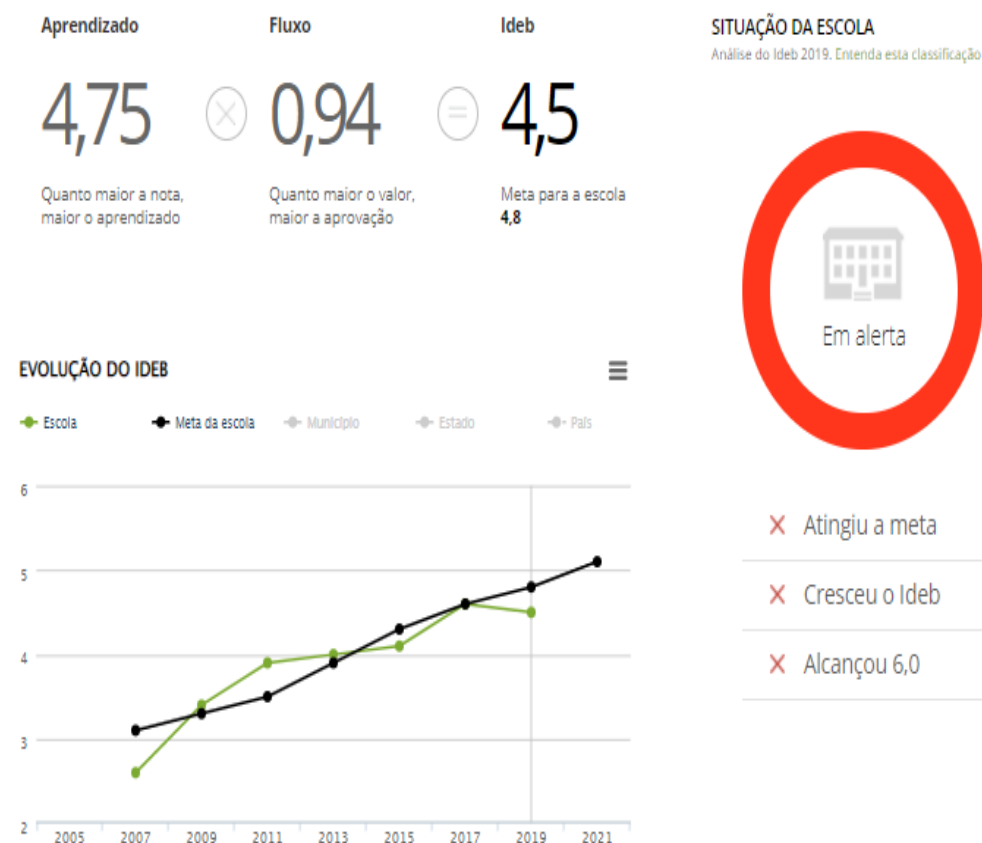 Aprendizado
Fluxo
Ideb
4,75
0,94
4,5
Quanto maior a nota,
maior o aprendizado
Quanto maior o valor,
maior a aprovação
Meta para a escola
4,8
SITUAÇÃO DA ESCOLA
Análise do Ideb 2019. Entenda esta classificação
Em alerta
Atingiu a meta
Cresceu o Ideb
Alcançou 6,0
EVOLUÇÃO DO IDEB
Escola
Meta da escola
Município
Estado
País
6
5
4
3
2
2005 2007 2009 2011 2013 2015 2017 2019 2021